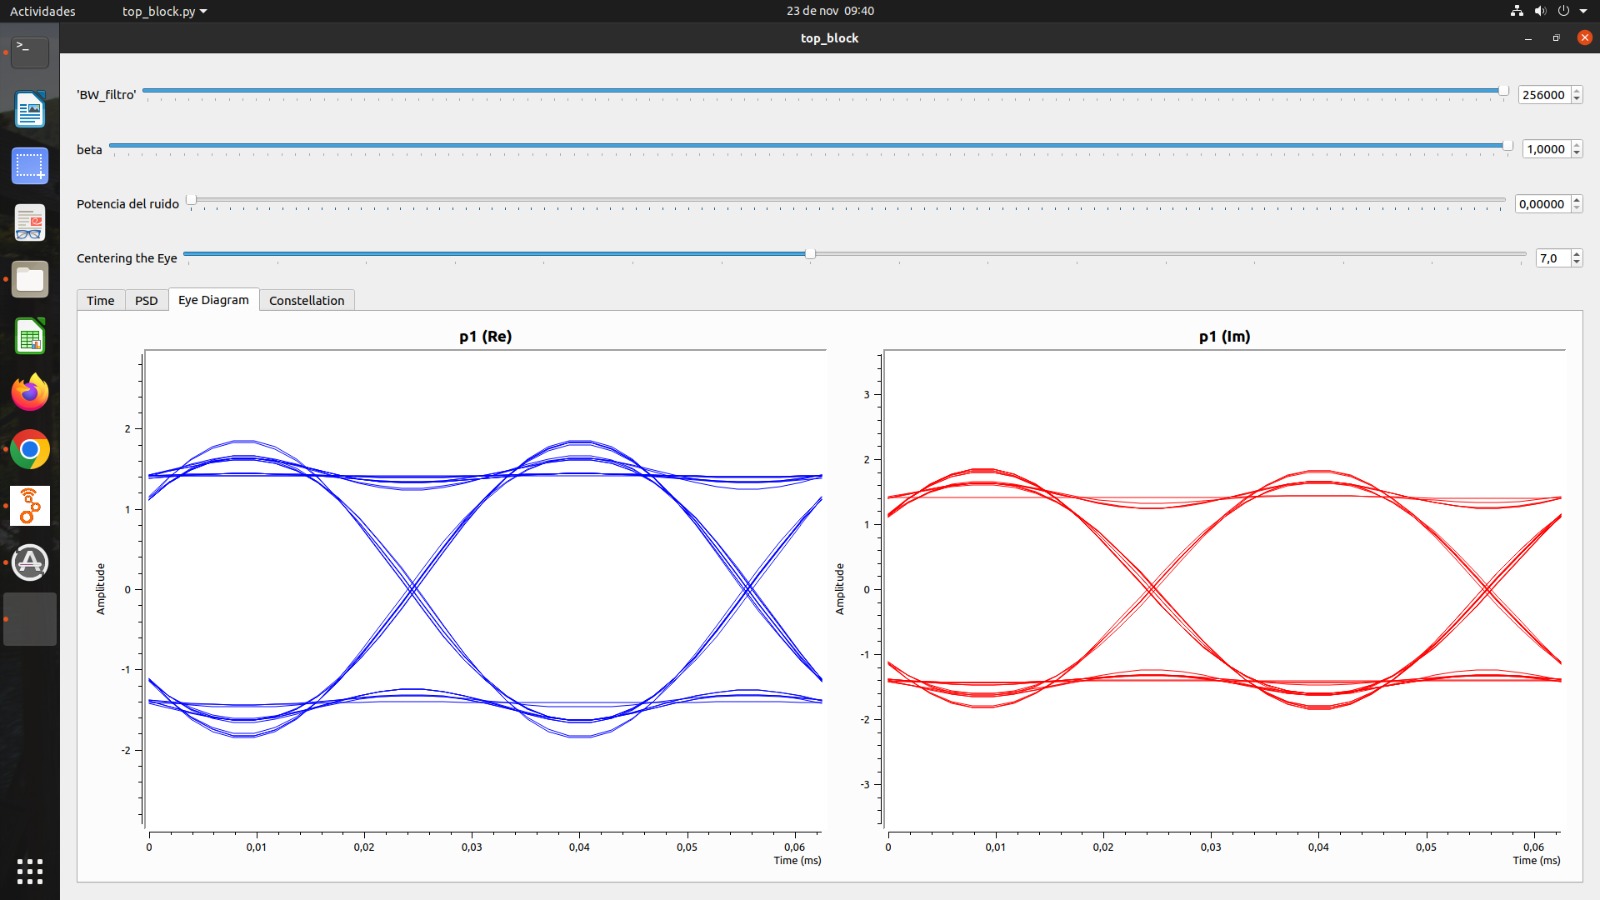 Actividades top_block.py 23 de nov 09:40
top_block
'BW_filtro' 256000
beta 1,0000
Potencia del ruido 0,00000
Centering the Eye 7,0
Time PSD Eye Diagram Constellation
p1 (Re)
2
1
0
-1
-2
Amplitude
0 0,01 0,02 0,03 0,04 0,05 0,06
Time (ms)
p1 (Im)
3
2
1
0
-1
-2
-3
Amplitude
0 0,01 0,02 0,03 0,04 0,05 0,06
Time (ms)